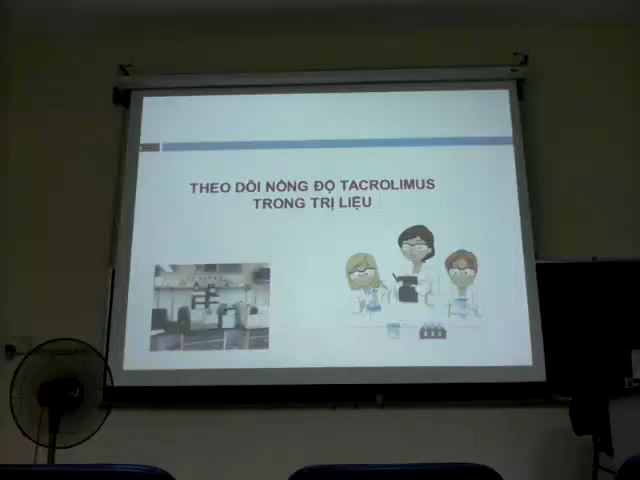 THEO DÕI NỒNG ĐỘ TACROLIMUS
TRONG TRỊ LIỆU